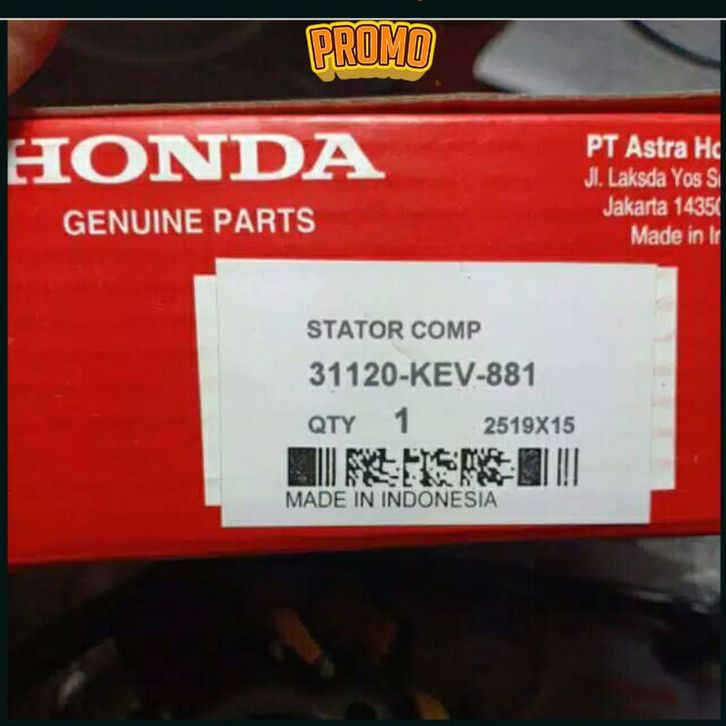 PROMO
HONDA
GENUINE PARTS
PT Astra
Jl. Laksda Yos
Jakarta
Made in
STATOR COMP
31120-KEV-881
QTY 1 2519X15
MADE IN INDONESIA